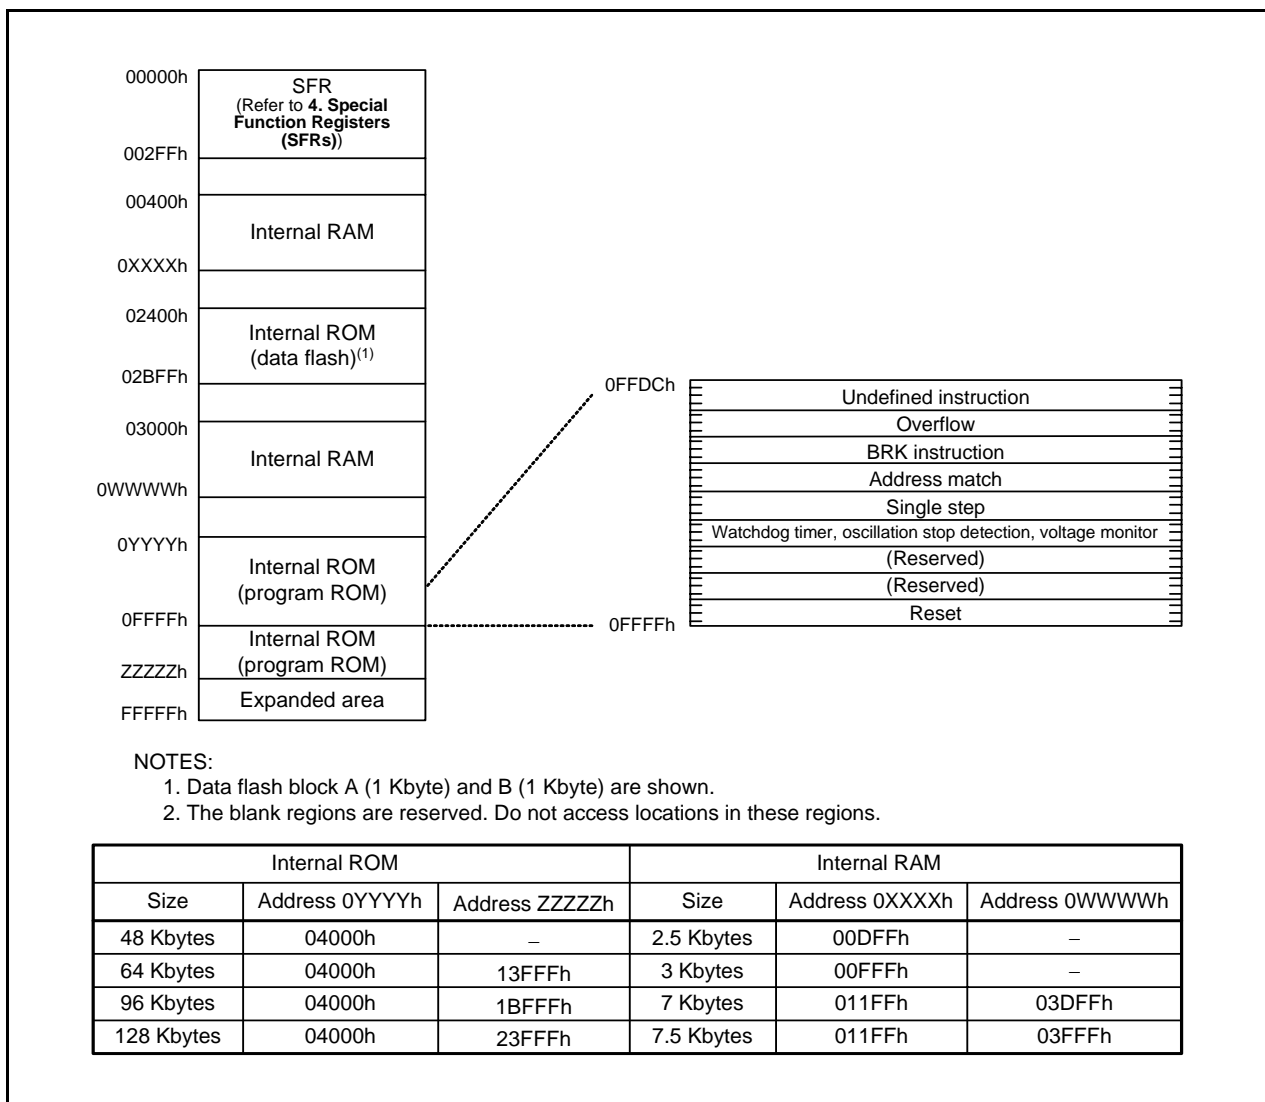 00000h
SFR
(Refer to 4. Special
Function Registers
(SFRs))
002FFh
00400h
Internal RAM
0XXXXh
02400h
Internal ROM
(data flash)(1)
02BFFh
03000h
Internal RAM
0WWWWh
0YYYYh
Internal ROM
(program ROM)
0FFFFh
Internal ROM
(program ROM)
ZZZZZh
Expanded area
FFFFFh
0FFDCh
Undefined instruction
Overflow
BRK instruction
Address match
Single step
Watchdog timer, oscillation stop detection, voltage monitor
(Reserved)
(Reserved)
Reset
0FFFFh
NOTES:
1. Data flash block A (1 Kbyte) and B (1 Kbyte) are shown.
2. The blank regions are reserved. Do not access locations in these regions.
Internal ROM Internal RAM
Size Address 0YYYYh Address ZZZZZh Size Address 0XXXXh Address 0WWWWh
48 Kbytes 04000h – 2.5 Kbytes 00DFFh –
64 Kbytes 04000h 13FFFh 3 Kbytes 00FFFh –
96 Kbytes 04000h 1BFFFh 7 Kbytes 011FFh 03DFFh
128 Kbytes 04000h 23FFFh 7.5 Kbytes 011FFh 03FFFh